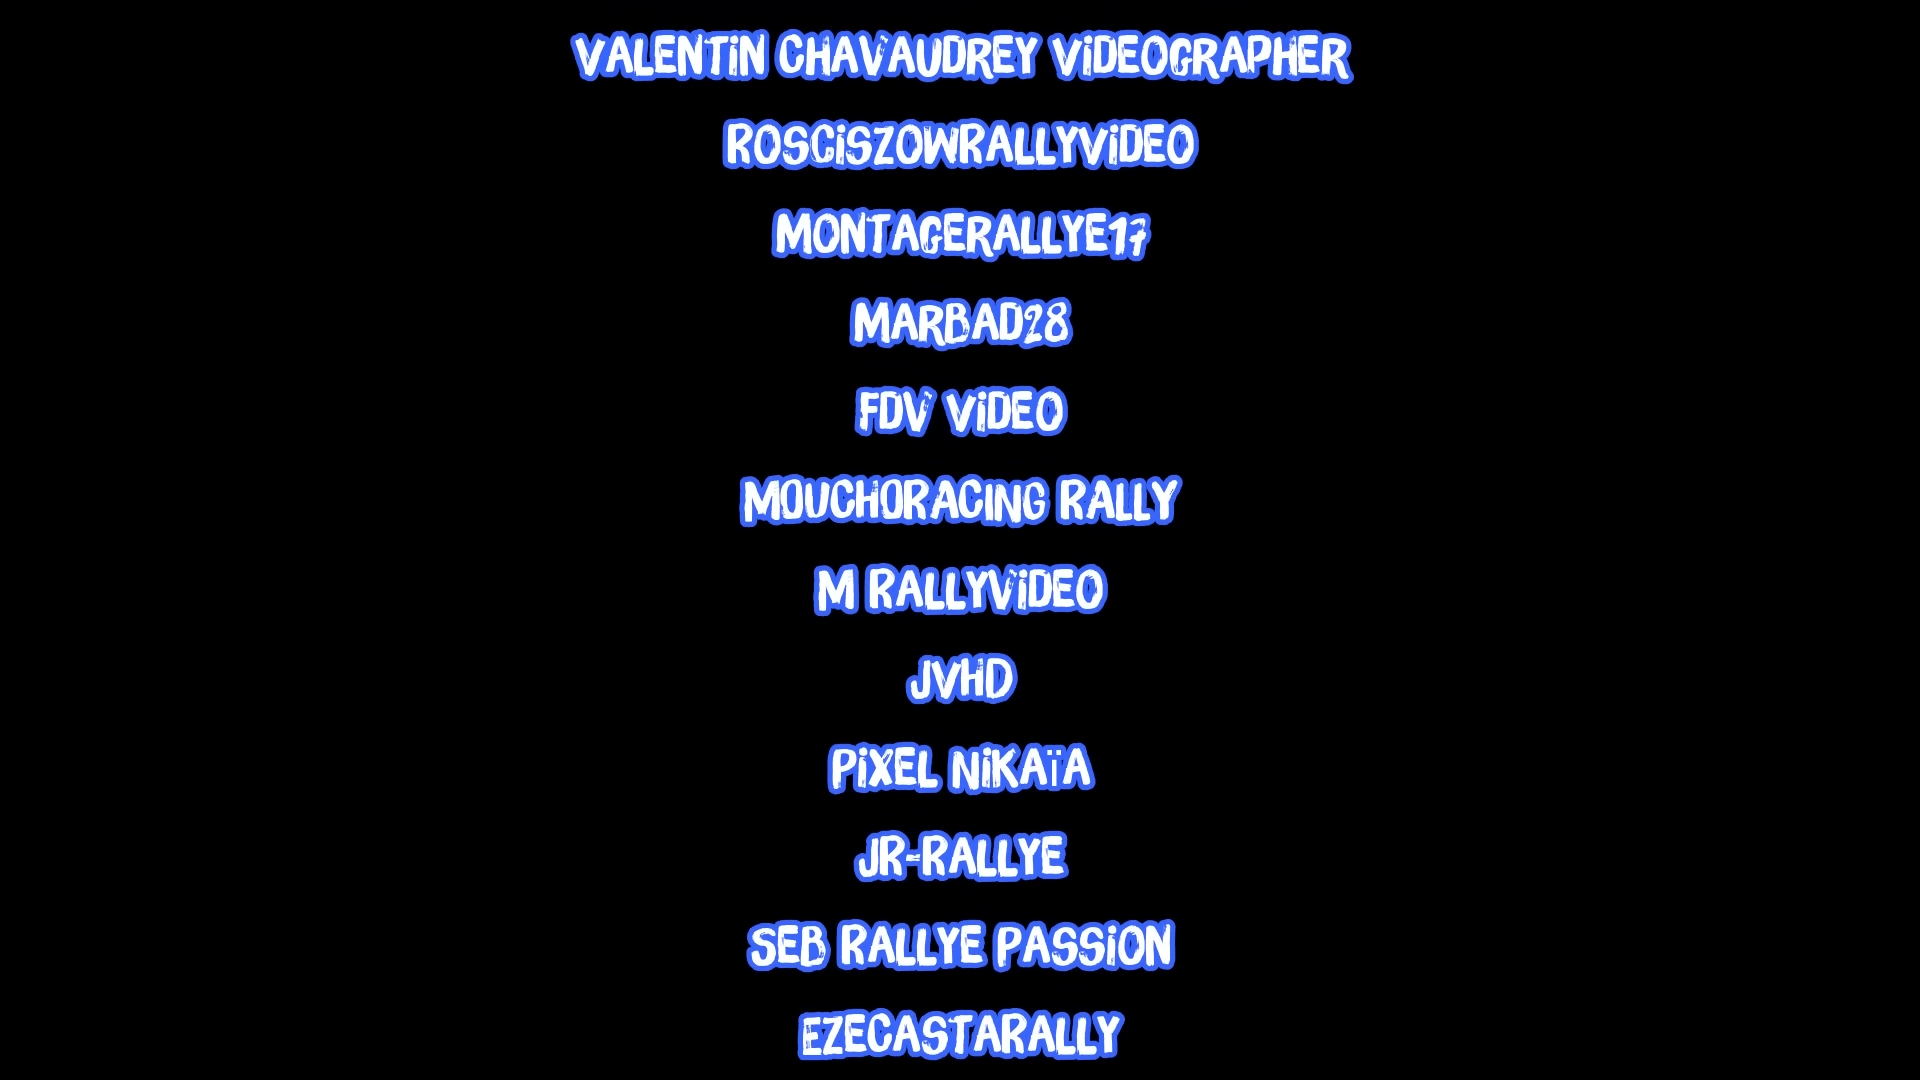 VALENTiN CHAVAUDREY ViDEOGRAPHER
ROSCiSZOWRALLYViDEO
MONTAGERALLYE17
MARBAD28
FDV ViDEO
MOUCHORACING RALLY
M RALLYViDEO
JVHD
PiXEL NiKAïA
JR-RALLYE
SEB RALLYE PASSiON
EZECASTARALLY